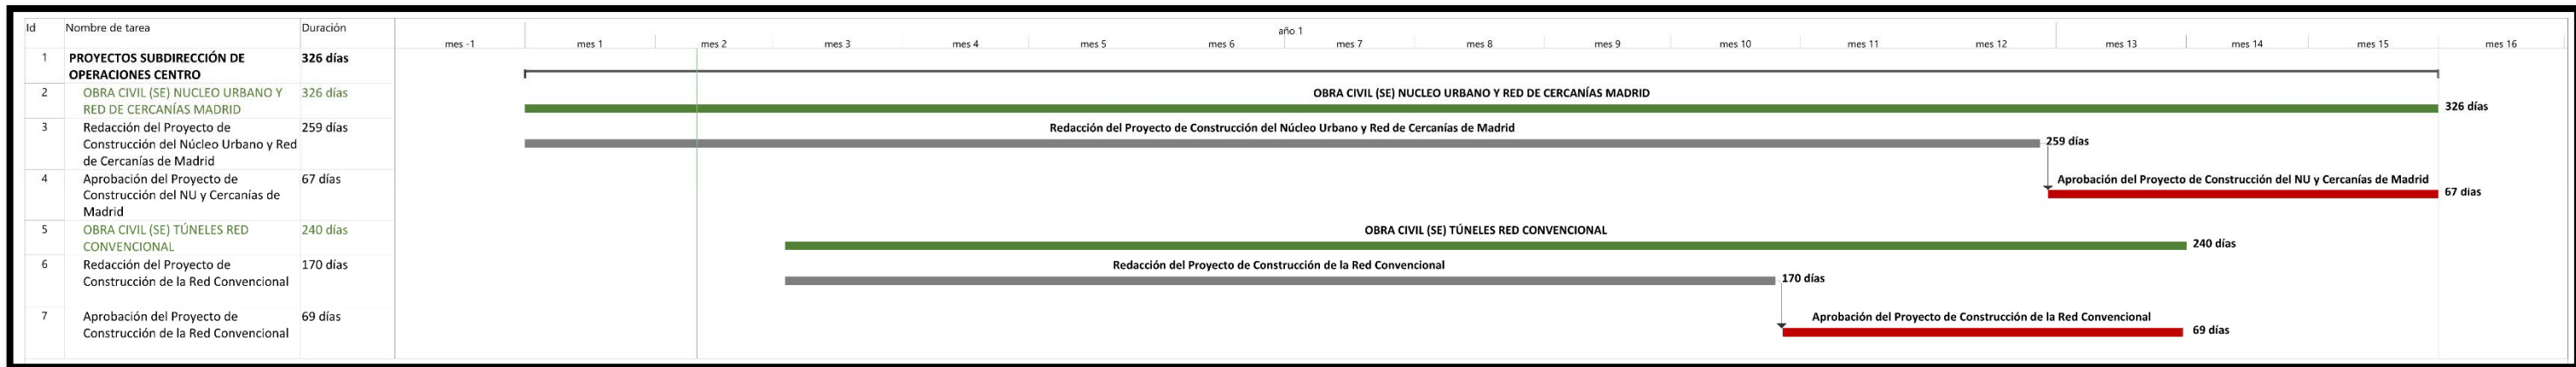 Id Nombre de tarea Duración
año 1
mes -1 mes 1 mes 2 mes 3 mes 4 mes 5 mes 6 mes 7 mes 8 mes 9 mes 10 mes 11 mes 12 mes 13 mes 14 mes 15 mes 16
1 PROYECTOS SUBDIRECCIÓN DE 326 días
OPERACIONES CENTRO
2 OBRA CIVIL (SE) NUCLEO URBANO Y 326 días
RED DE CERCANÍAS MADRID
OBRA CIVIL (SE) NUCLEO URBANO Y RED DE CERCANÍAS MADRID
326 días
3 Redacción del Proyecto de 259 días
Construcción del Núcleo Urbano y Red
de Cercanías de Madrid
Redacción del Proyecto de Construcción del Núcleo Urbano y Red de Cercanías de Madrid
259 días
4 Aprobación del Proyecto de 67 días
Construcción del NU y Cercanías de
Madrid
Aprobación del Proyecto de Construcción del NU y Cercanías de Madrid
67 días
5 OBRA CIVIL (SE) TÚNELES RED 240 días
CONVENCIONAL
OBRA CIVIL (SE) TÚNELES RED CONVENCIONAL
240 días
6 Redacción del Proyecto de 170 días
Construcción de la Red Convencional
Redacción del Proyecto de Construcción de la Red Convencional
170 días
7 Aprobación del Proyecto de 69 días
Construcción de la Red Convencional
Aprobación del Proyecto de Construcción de la Red Convencional
69 días